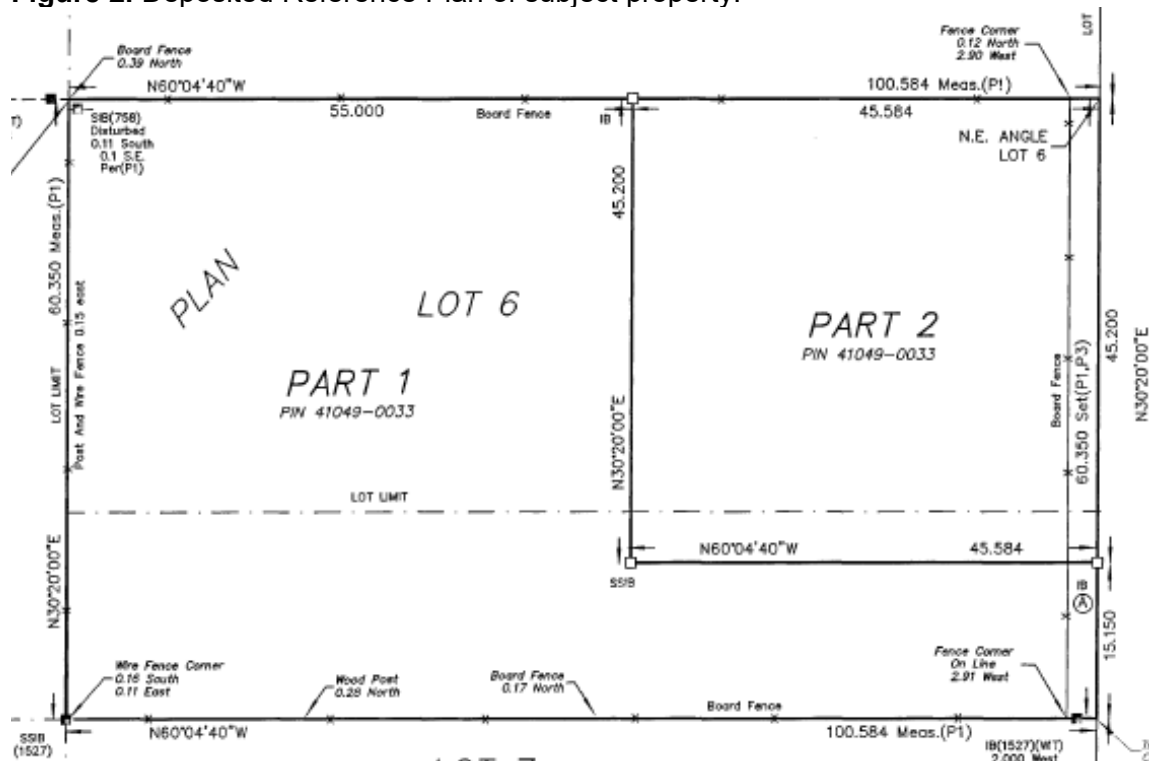 Figure 2. Deposited Reference Plan of subject property.
Board Fence
0.39 North
Fence Corner
0.12 North
2.90 West
LOT
N60°04'40"W
100.584 Meas.(P1)
SIB(758)
Disturbed
0.11 South
0.1 S.E.
Per(P1)
55.000
Board Fence
IB
45.584
N.E. ANGLE
LOT 6
60.350 Meas.(P1)
45.200
PLAN
LOT 6
PART 2
PIN 41049-0033
PART 1
PIN 41049-0033
LOT LIMIT
Post And Wire Fence 0.15 east
N30°20'00"E
Board Fence
60.350 Set(P1,P3)
45.200
N30°20'00"E
LOT LIMIT
N60°04'40"W
45.584
SSIB
IB
A
N30°20'00"E
15.150
Wire Fence Corner
0.16 South
0.11 East
Wood Post
0.28 North
Board Fence
0.17 North
Fence Corner
On Line
2.91 West
Board Fence
SSIB
(1527)
N60°04'40"W
100.584 Meas.(P1)
IB(1527)(WT)
2.000 West